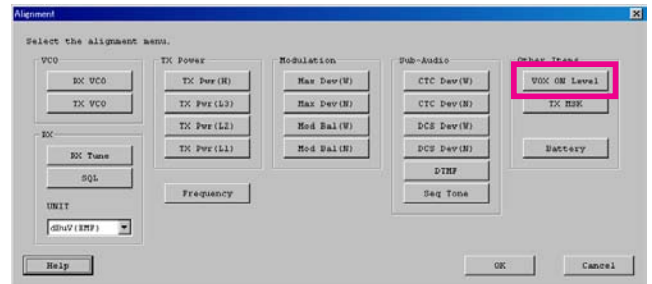 Alignment
Select the alignment menu.
VCO
RX VCO
TX VCO
RX
RX Tune
SQL
UNIT
dBuV(EMF)
TX Power
TX Pwr(H)
TX Pwr(L3)
TX Pwr(L2)
TX Pwr(L1)
Frequency
Modulation
Max Dev(W)
Max Dev(N)
Mod Bal(W)
Mod Bal(N)
Sub-Audio
CTC Dev(W)
CTC Dev(N)
DCS Dev(W)
DCS Dev(N)
DTMF
Seq Tone
Other Items
VOX ON Level
TX MSK
Battery
Help
OK
Cancel